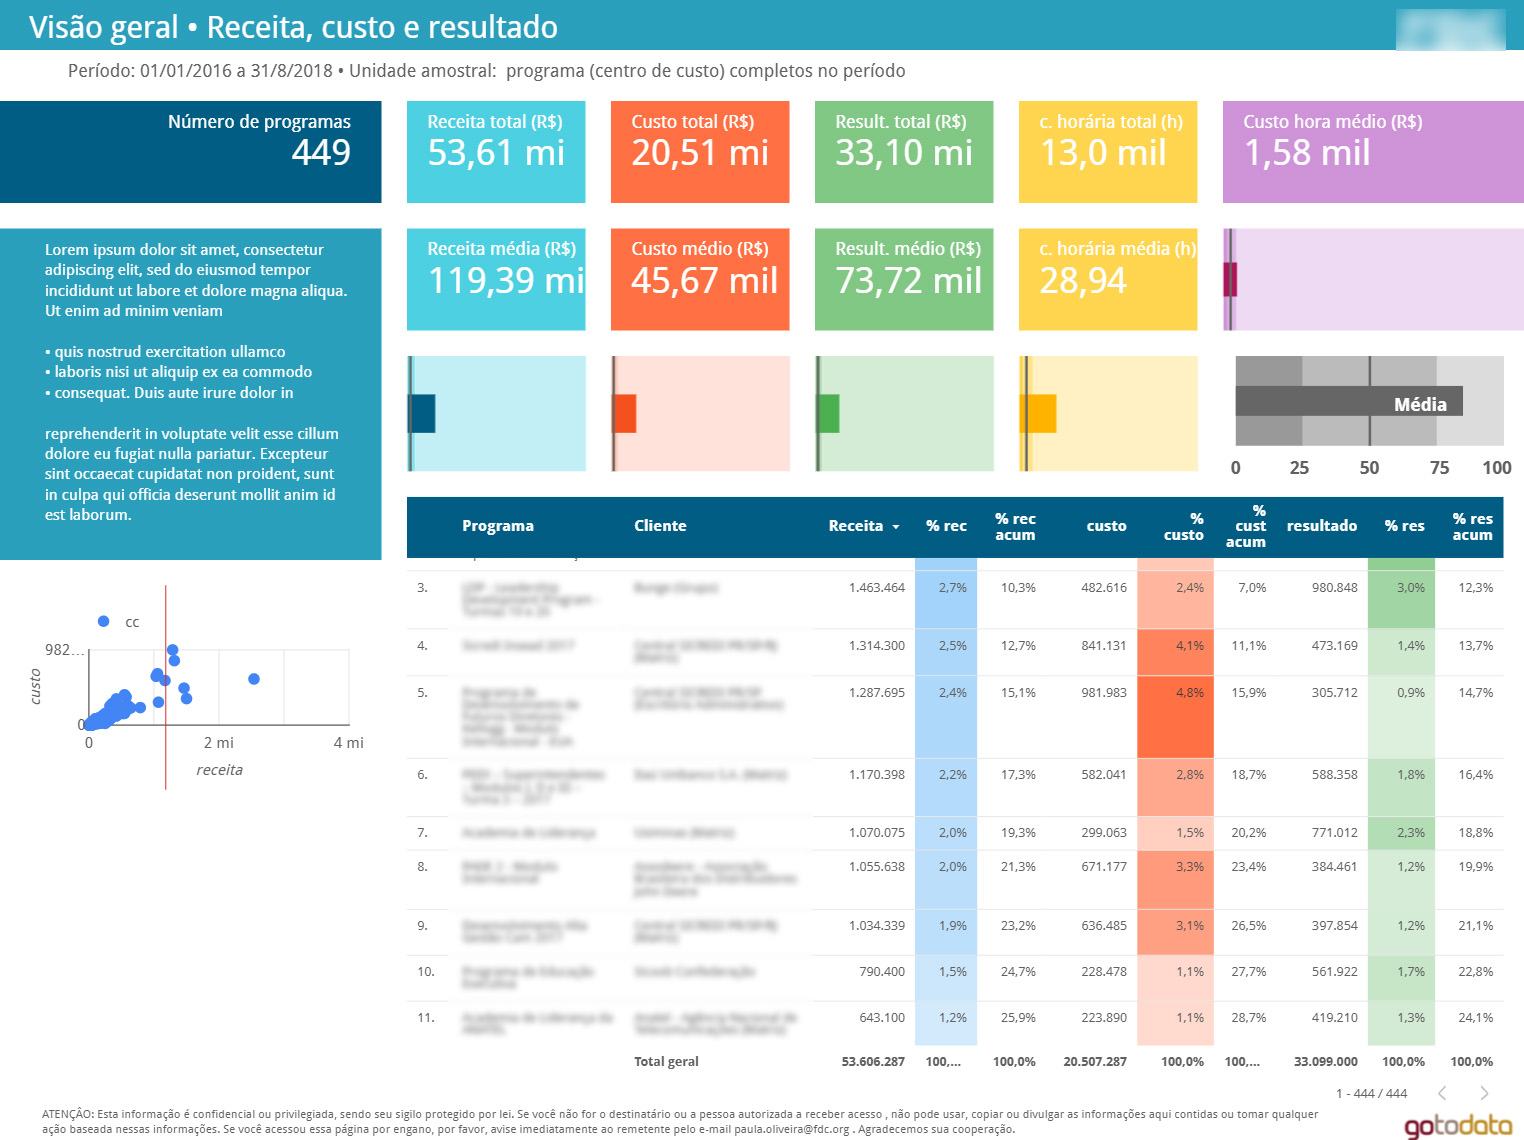 Visão geral • Receita, custo e resultado
Período: 01/01/2016 a 31/8/2018 • Unidade amostral: programa (centro de custo) completos no período
Número de programas
449
Receita total (R$)
53,61 mi
Custo total (R$)
20,51 mi
Result. total (R$)
33,10 mi
c. horária total (h)
13,0 mil
Custo hora médio (R$)
1,58 mil
Lorem ipsum dolor sit amet, consectetur
adipiscing elit, sed do eiusmod tempor
incididunt ut labore et dolore magna aliqua.
Ut enim ad minim veniam
• quis nostrud exercitation ullamco
• laboris nisi ut aliquip ex ea commodo
• consequat. Duis aute irure dolor in
reprehenderit in voluptate velit esse cillum
dolore eu fugiat nulla pariatur. Excepteur
sint occaecat cupidatat non proident, sunt
in culpa qui officia deserunt mollit anim id
est laborum.
Receita média (R$)
119,39 mi
Custo médio (R$)
45,67 mil
Result. médio (R$)
73,72 mil
c. horária média (h)
28,94
Média
0 25 50 75 100
cc
982...
custo
0
0 2 mi 4 mi
receita
Programa Cliente Receita % rec % rec acum custo % custo % cust acum resultado % res % res acum
3. 1.463.464 2,7% 10,3% 482.616 2,4% 7,0% 980.848 3,0% 12,3%
4. 1.314.300 2,5% 12,7% 841.131 4,1% 11,1% 473.169 1,4% 13,7%
5. 1.287.695 2,4% 15,1% 981.983 4,8% 15,9% 305.712 0,9% 14,7%
6. 1.170.398 2,2% 17,3% 582.041 2,8% 18,7% 588.358 1,8% 16,4%
7. 1.070.075 2,0% 19,3% 299.063 1,5% 20,2% 771.012 2,3% 18,8%
8. 1.055.638 2,0% 21,3% 671.177 3,3% 23,4% 384.461 1,2% 19,9%
9. 1.034.339 1,9% 23,2% 636.485 3,1% 26,5% 397.854 1,2% 21,1%
10. 790.400 1,5% 24,7% 228.478 1,1% 27,7% 561.922 1,7% 22,8%
11. 643.100 1,2% 25,9% 223.890 1,1% 28,7% 419.210 1,3% 24,1%
Total geral 53.606.287 100,... 100,0% 20.507.287 100,0% 100,... 33.099.000 100,0% 100,0%
1 - 444 / 444
ATENÇÂO: Esta informação é confidencial ou privilegiada, sendo seu sigilo protegido por lei. Se você não for o destinatário ou a pessoa autorizada a receber acesso , não pode usar, copiar ou divulgar as informações aqui contidas ou tomar qualquer
ação baseada nessas informações. Se você acessou essa página por engano, por favor, avise imediatamente ao remetente pelo e-mail paula.oliveira@fdc.org . Agradecemos sua cooperação.
gotodata